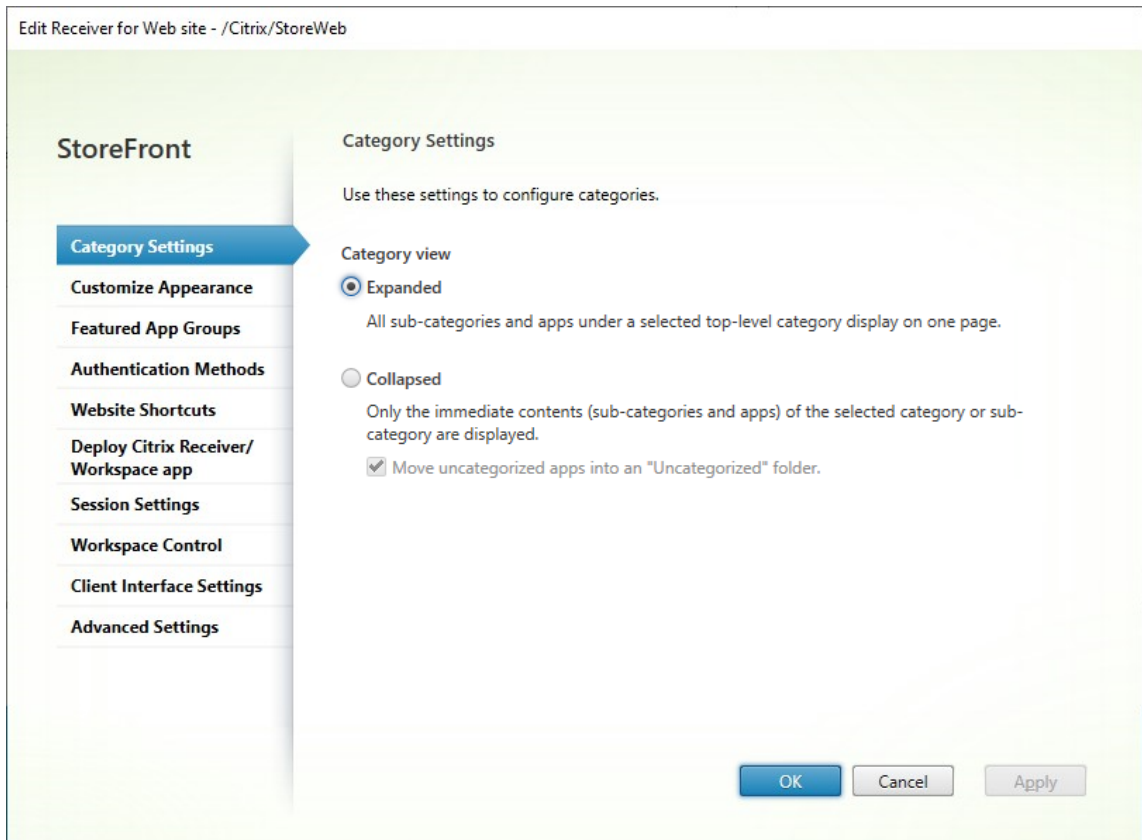 Edit Receiver for Web site - /Citrix/StoreWeb
StoreFront
Category Settings
Customize Appearance
Featured App Groups
Authentication Methods
Website Shortcuts
Deploy Citrix Receiver/
Workspace app
Session Settings
Workspace Control
Client Interface Settings
Advanced Settings
Category Settings
Use these settings to configure categories.
Category view
Expanded
All sub-categories and apps under a selected top-level category display on one page.
Collapsed
Only the immediate contents (sub-categories and apps) of the selected category or sub-
category are displayed.
Move uncategorized apps into an "Uncategorized" folder.
OK
Cancel
Apply